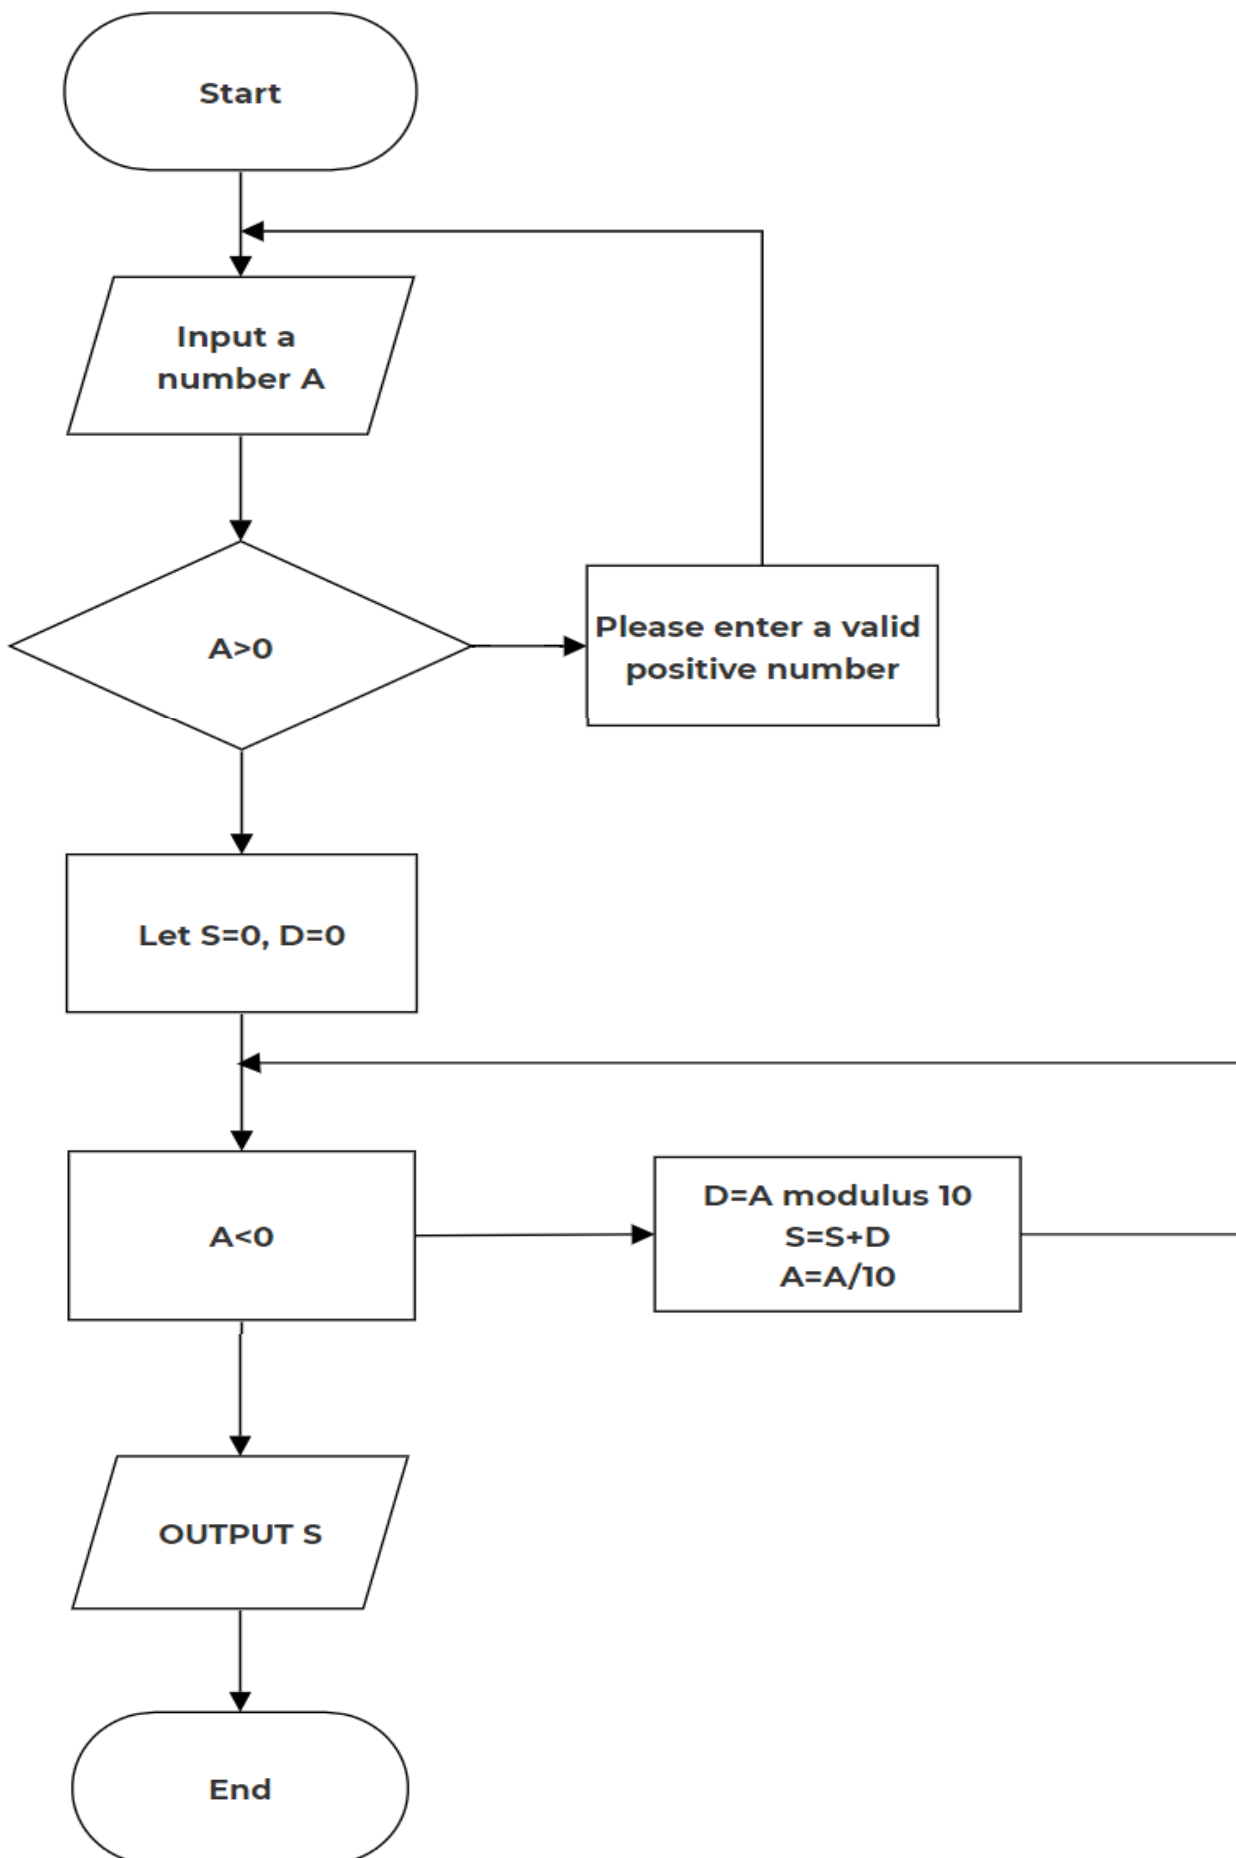 Start
Input a
number A
A>0
Please enter a valid
positive number
Let S=0, D=0
A<0
D=A modulus 10
S=S+D
A=A/10
OUTPUT S
End